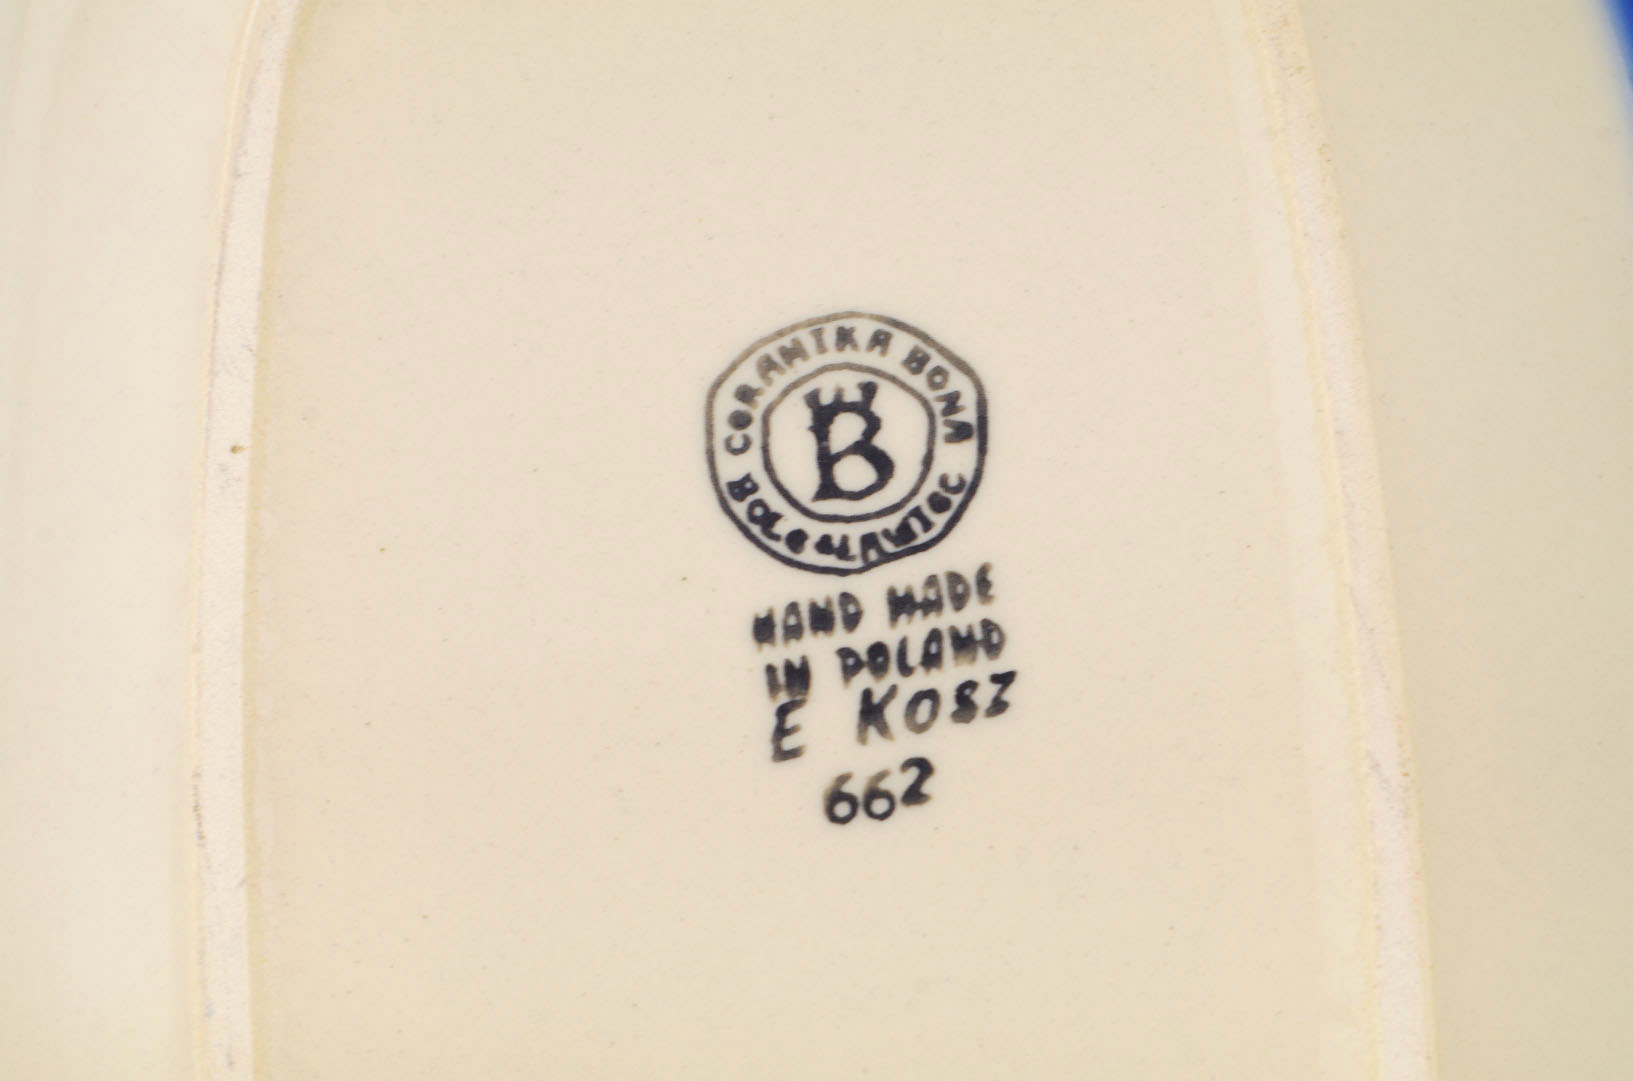 CERAMIKA BONA
B
BOLESŁAWIEC
HAND MADE
IN POLAND
E KOSZ
662